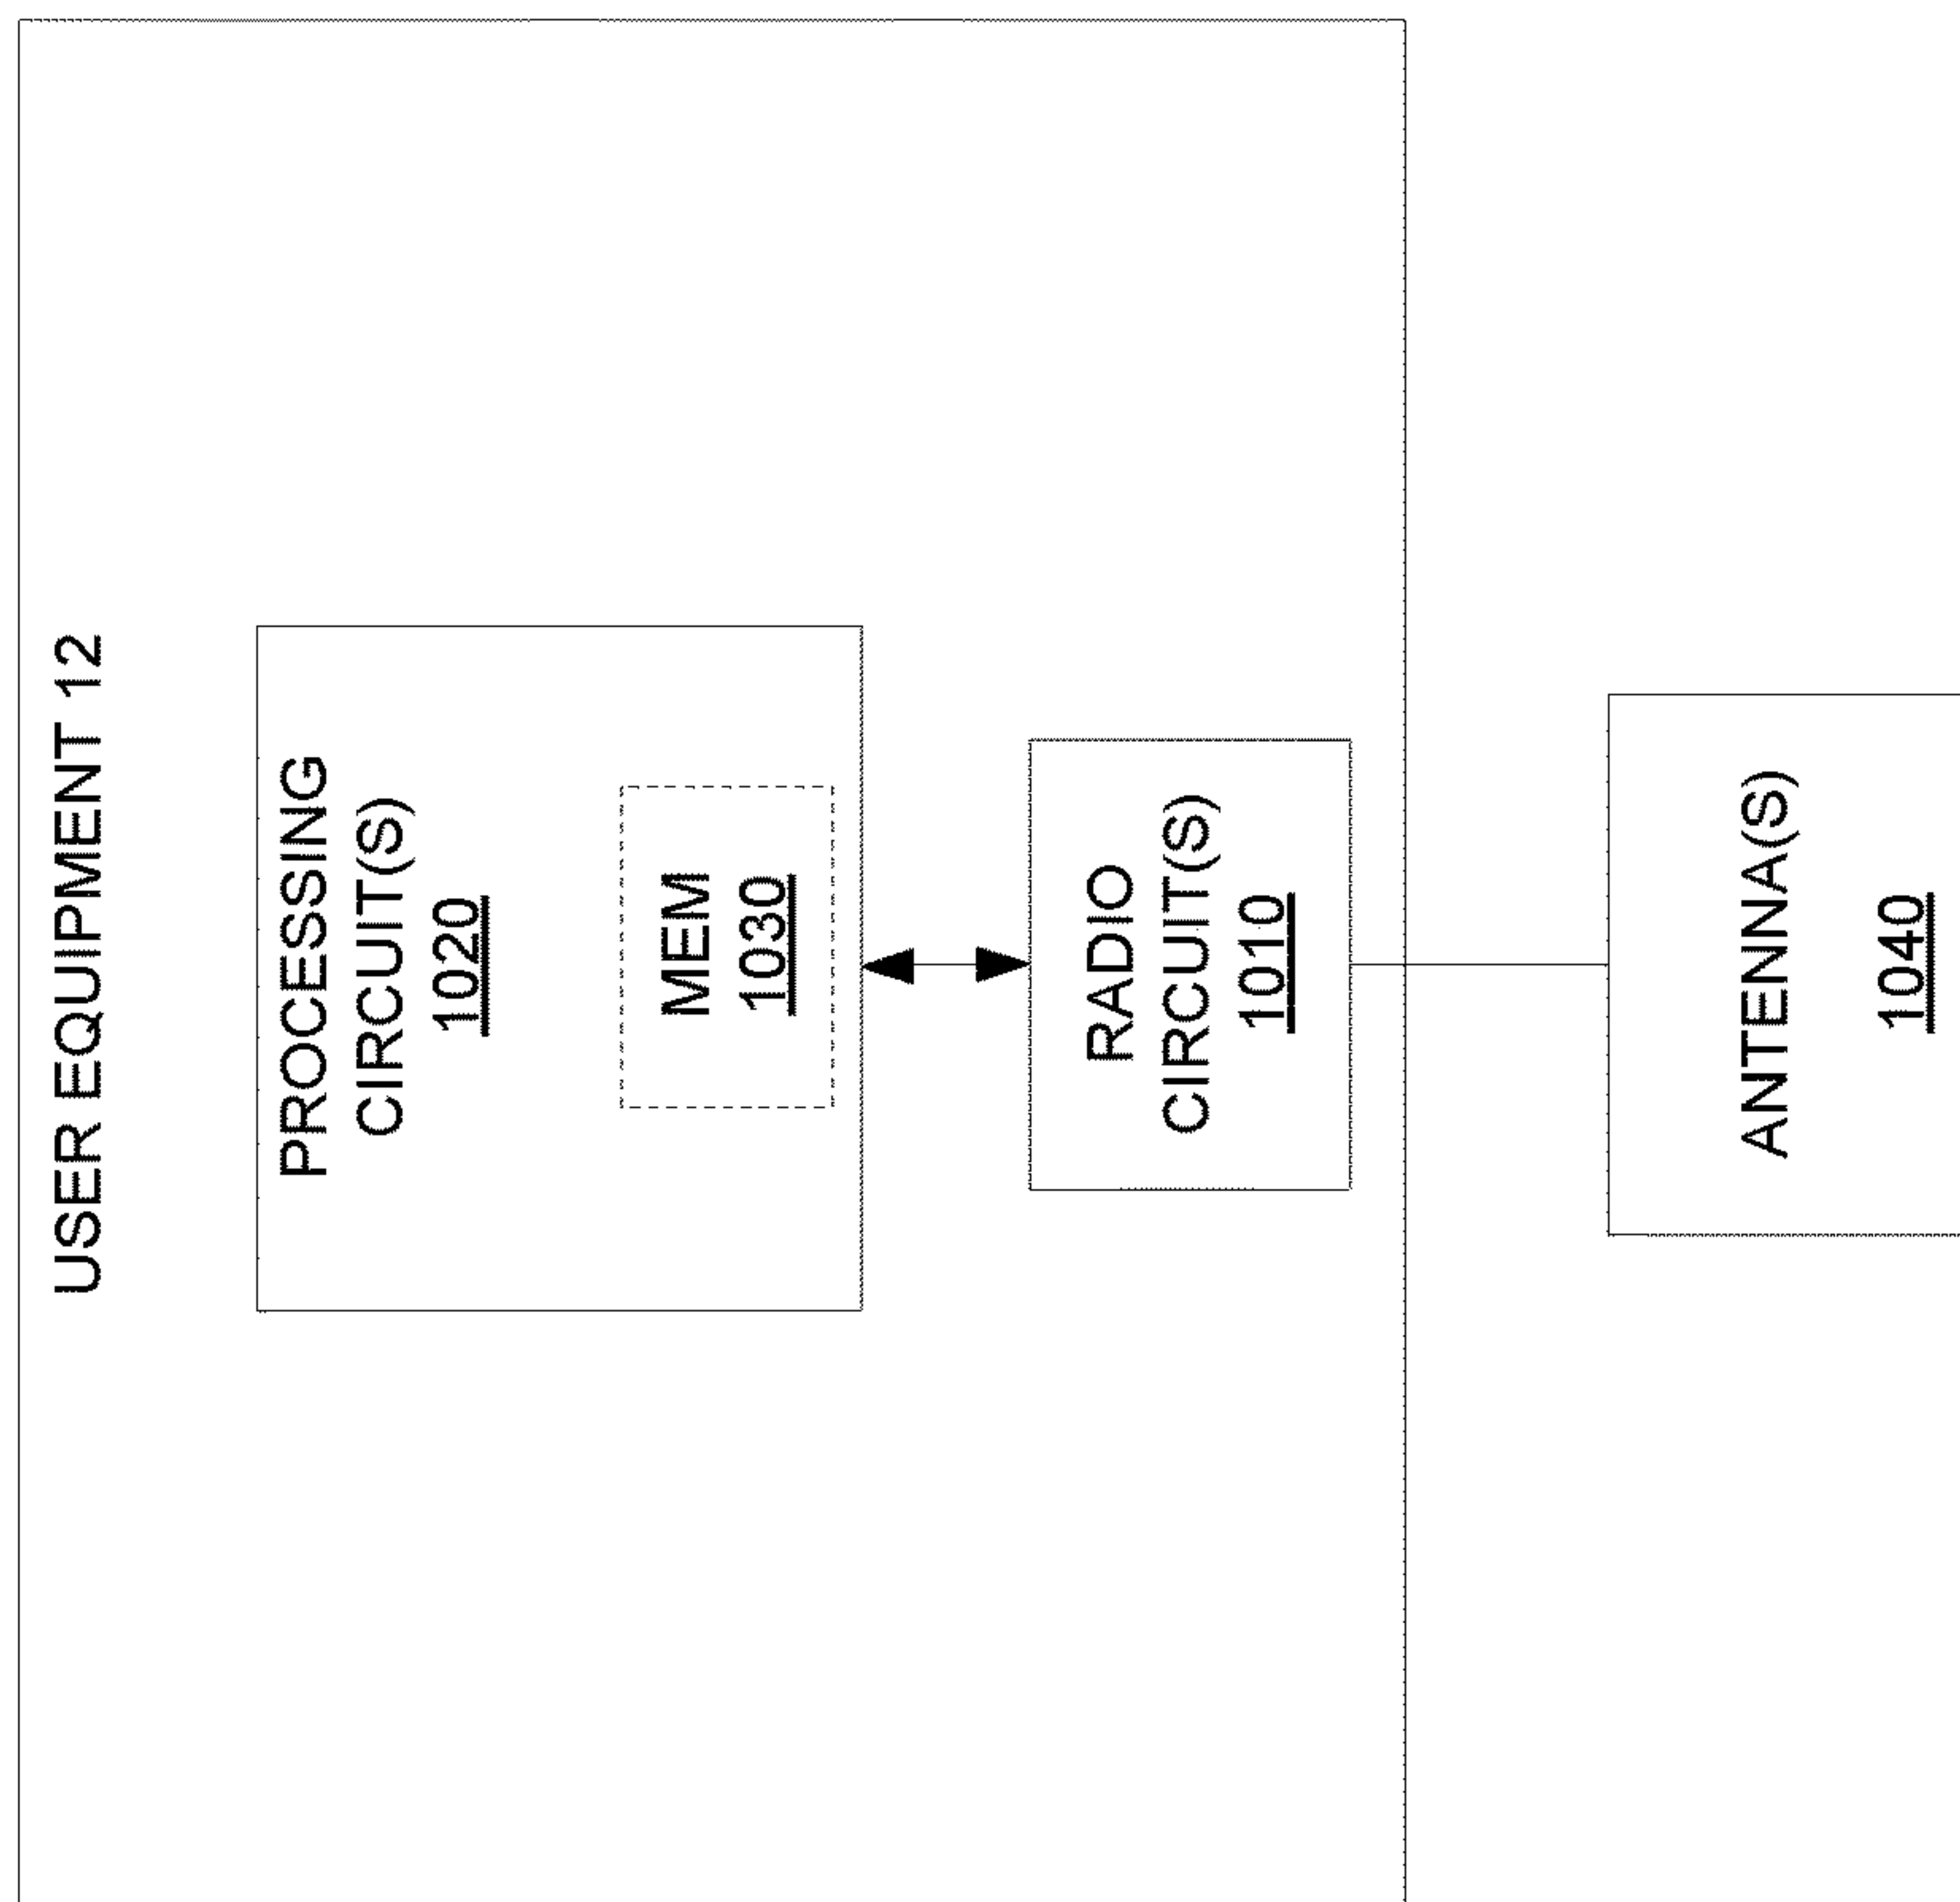 USER EQUIPMENT 12
PROCESSING
CIRCUIT(S)
1020
MEM
1030
RADIO
CIRCUIT(S)
1010
ANTENNA(S)
1040